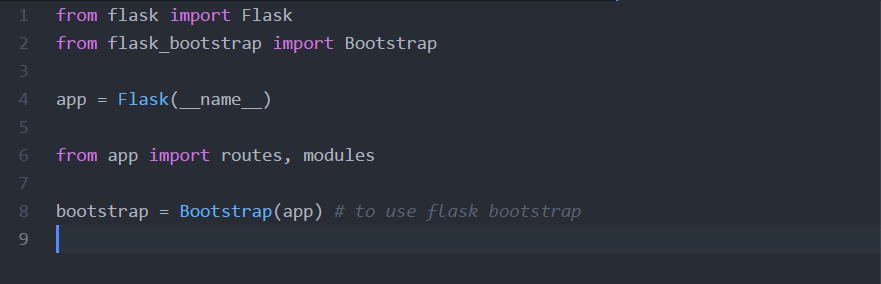 1 from flask import Flask
2 from flask_bootstrap import Bootstrap
3
4 app = Flask(__name__)
5
6 from app import routes, modules
7
8 bootstrap = Bootstrap(app) # to use flask bootstrap
9